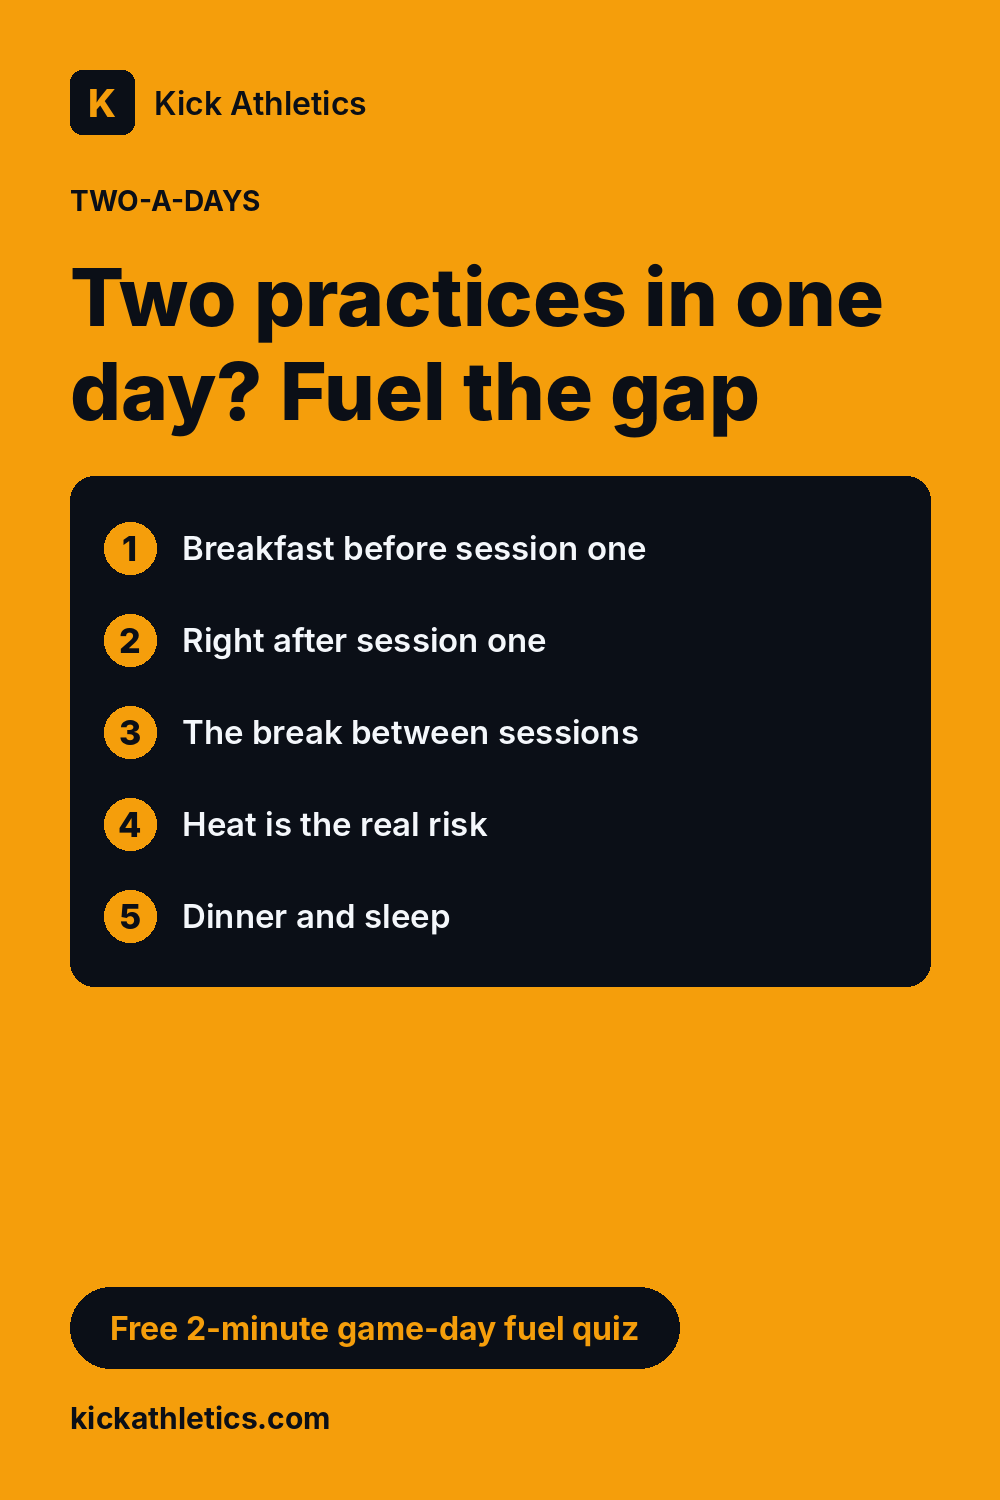 K
Kick Athletics
TWO-A-DAYS
Two practices in one
day? Fuel the gap
1 Breakfast before session one
2 Right after session one
3 The break between sessions
4 Heat is the real risk
5 Dinner and sleep
Free 2-minute game-day fuel quiz
kickathletics.com